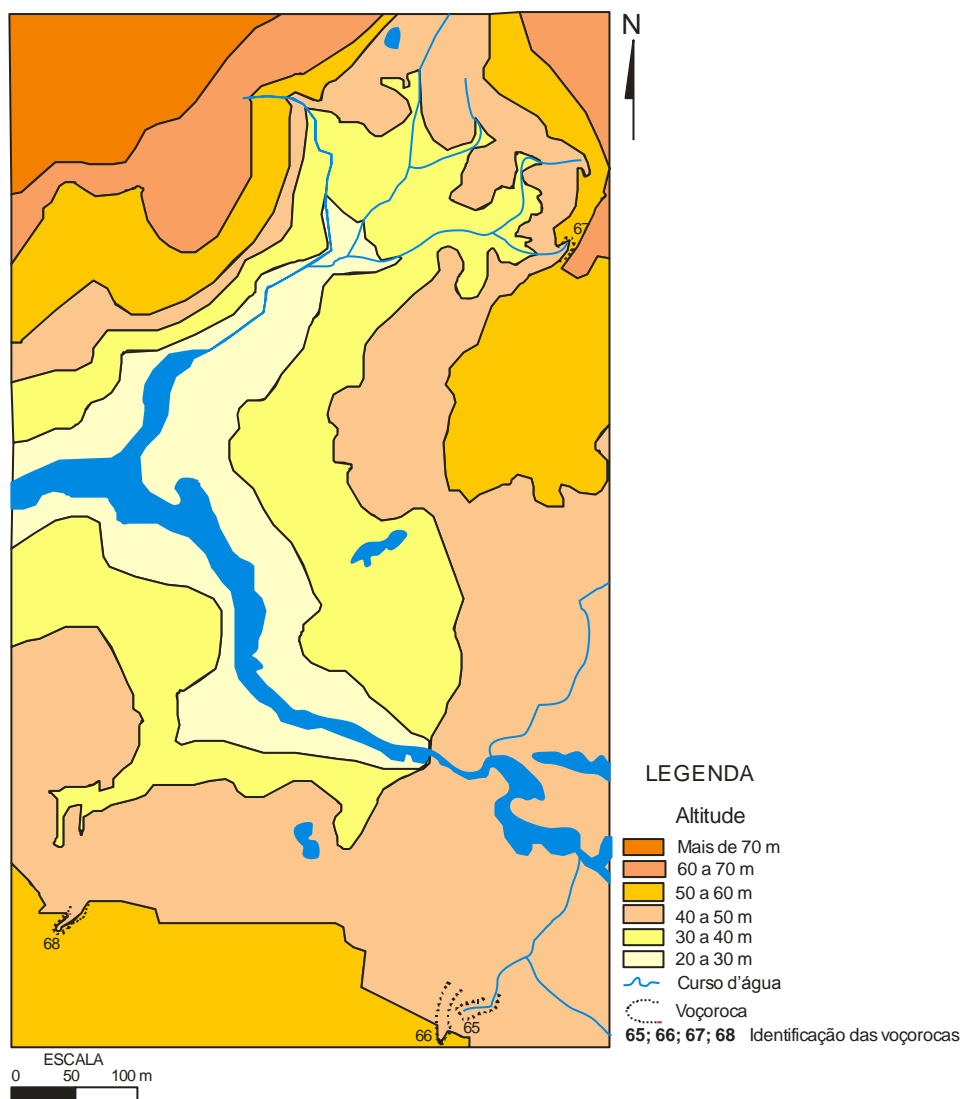 N
67
68
66
65
LEGENDA
Altitude
Mais de 70 m
60 a 70 m
50 a 60 m
40 a 50 m
30 a 40 m
20 a 30 m
Curso d'água
Voçoroca
65; 66; 67; 68 Identificação das voçorocas
ESCALA
0 50 100 m